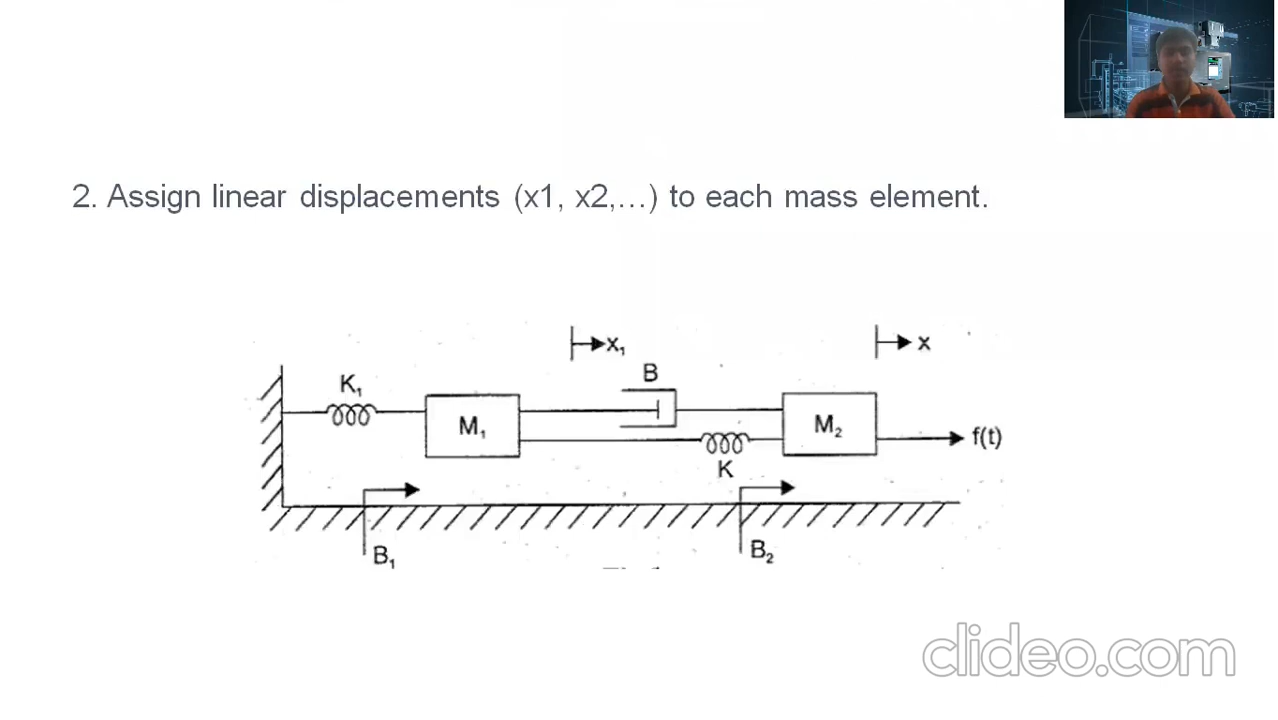 2. Assign linear displacements (x1, x2,…) to each mass element.
x₁
x
B
K₁
M₁
M₂
f(t)
K
B₁
B₂
clideo.com